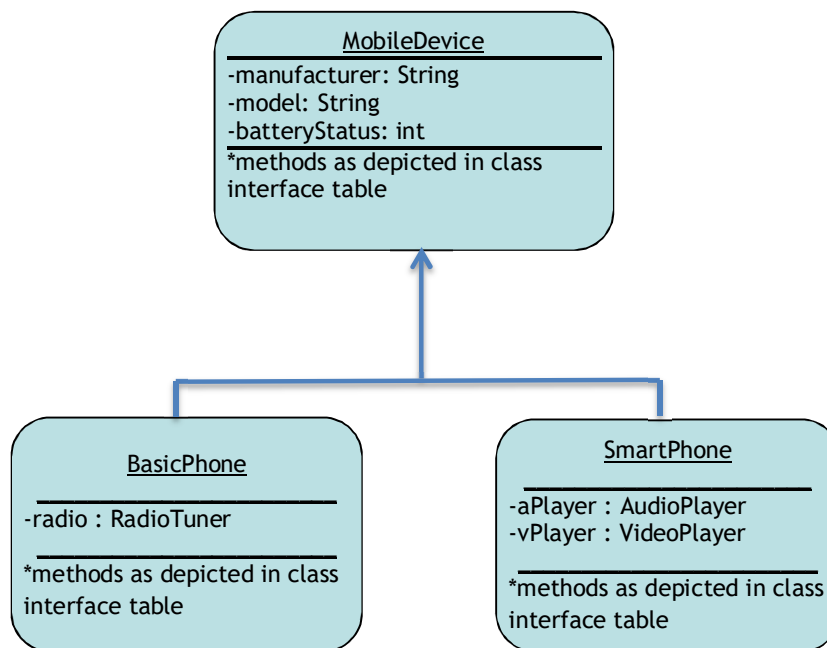 MobileDevice
-manufacturer: String
-model: String
-batteryStatus: int
*methods as depicted in class
interface table
BasicPhone
-radio : RadioTuner
*methods as depicted in class
interface table
SmartPhone
-aPlayer : AudioPlayer
-vPlayer : VideoPlayer
*methods as depicted in class
interface table